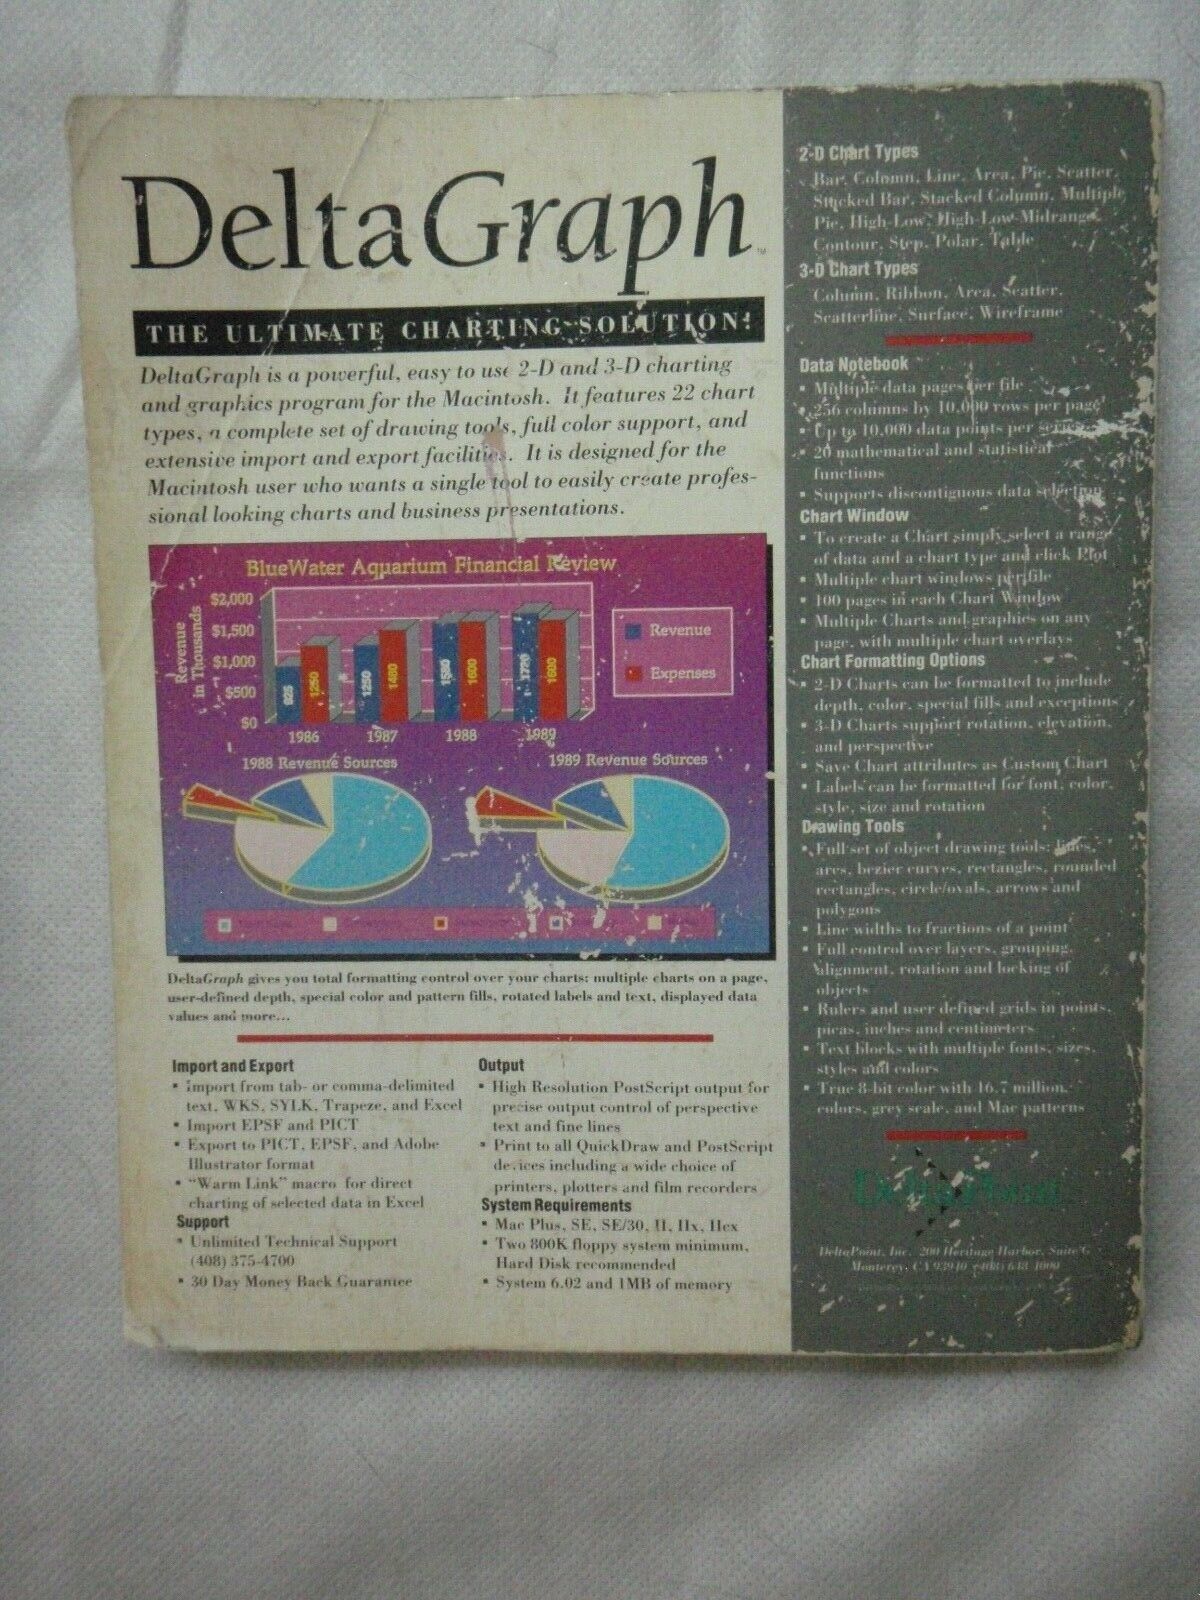 DeltaGraph™
THE ULTIMATE CHARTING SOLUTION!
DeltaGraph is a powerful, easy to use 2-D and 3-D charting
and graphics program for the Macintosh. It features 22 chart
types, a complete set of drawing tools, full color support, and
extensive import and export facilities. It is designed for the
Macintosh user who wants a single tool to easily create profes-
sional looking charts and business presentations.
BlueWater Aquarium Financial Review
Revenue
in Thousands
$2,000
$1,500
$1,000
$500
$0
925
1250
1250
1400
1600
1720
1986
1987
1988
1989
Revenue
Expenses
1988 Revenue Sources
1989 Revenue Sources
DeltaGraph gives you total formatting control over your charts: multiple charts on a page,
user-defined depth, special color and pattern fills, rotated labels and text, displayed data
values and more...
Import and Export
▪ Import from tab- or comma-delimited
text, WKS, SYLK, Trapeze, and Excel
▪ Import EPSF and PICT
▪ Export to PICT, EPSF, and Adobe
Illustrator format
▪ "Warm Link" macro for direct
charting of selected data in Excel
Support
▪ Unlimited Technical Support
(408) 375-4700
▪ 30 Day Money Back Guarantee
Output
▪ High Resolution PostScript output for
precise output control of perspective
text and fine lines
▪ Print to all QuickDraw and PostScript
devices including a wide choice of
printers, plotters and film recorders
System Requirements
▪ Mac Plus, SE, SE/30, II, IIx, IIcx
▪ Two 800K floppy system minimum,
Hard Disk recommended
▪ System 6.02 and 1MB of memory
2-D Chart Types
Bar, Column, Line, Area, Pie, Scatter,
Stacked Bar, Stacked Column, Multiple
Pie, High-Low, High-Low-Midrange,
Contour, Step, Polar, Table
3-D Chart Types
Column, Ribbon, Area, Scatter,
Scatterline, Surface, Wireframe
Data Notebook
▪ Multiple data pages per file
▪ 256 columns by 10,000 rows per page
▪ Up to 10,000 data points per series
▪ 20 mathematical and statistical
functions
▪ Supports discontiguous data selection
Chart Window
▪ To create a Chart simply select a range
of data and a chart type and click Plot
▪ Multiple chart windows per file
▪ 100 pages in each Chart Window
▪ Multiple Charts and graphics on any
page, with multiple chart overlays
Chart Formatting Options
▪ 2-D Charts can be formatted to include
depth, color, special fills and exceptions
▪ 3-D Charts support rotation, elevation,
and perspective
▪ Save Chart attributes as Custom Chart
▪ Labels can be formatted for font, color,
style, size and rotation
Drawing Tools
▪ Full set of object drawing tools: lines,
arcs, bezier curves, rectangles, rounded
rectangles, circle/ovals, arrows and
polygons
▪ Line widths to fractions of a point
▪ Full control over layers, grouping,
alignment, rotation and locking of
objects
▪ Rulers and user defined grids in points,
picas, inches and centimeters
▪ Text blocks with multiple fonts, sizes,
styles and colors
▪ True 8-bit color with 16.7 million
colors, grey scale, and Mac patterns
DeltaPoint
DeltaPoint, Inc. 200 Heritage Harbor, Suite G
Monterey, CA 93940 (408) 648-4000